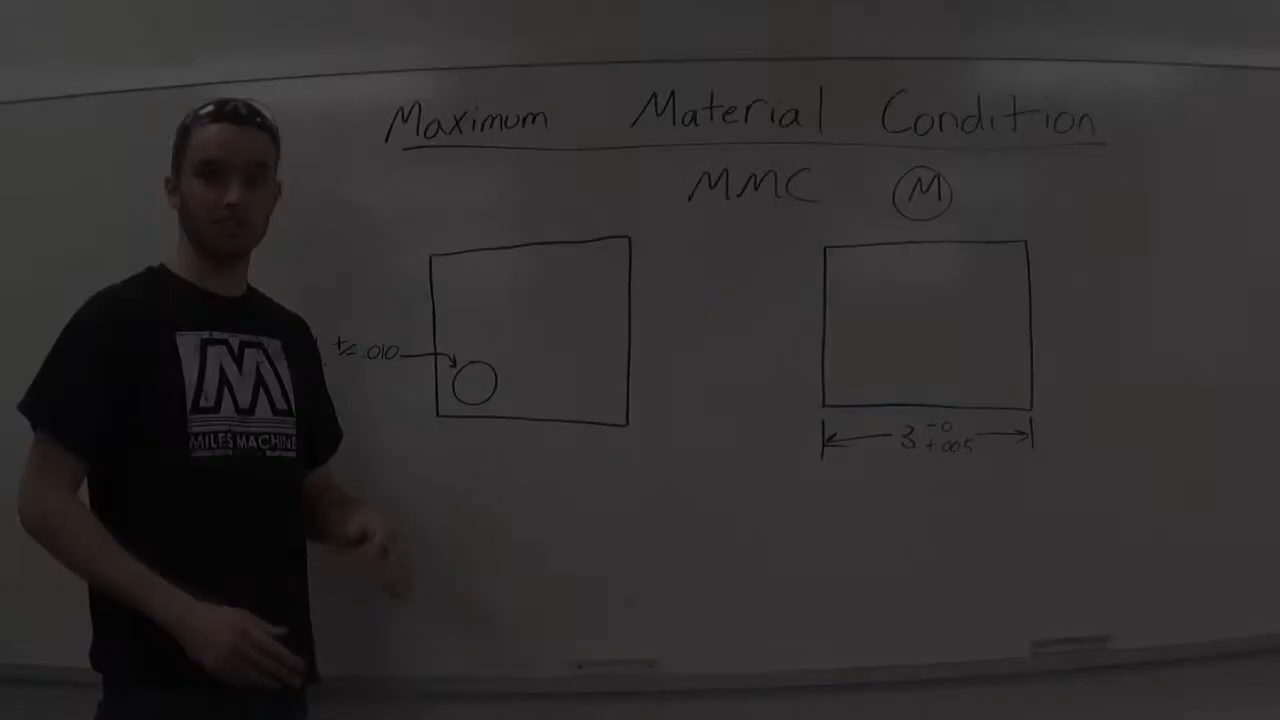 Maximum Material Condition
MMC M
+/- .010
3 -0
+.005
M
MILES MACHINE